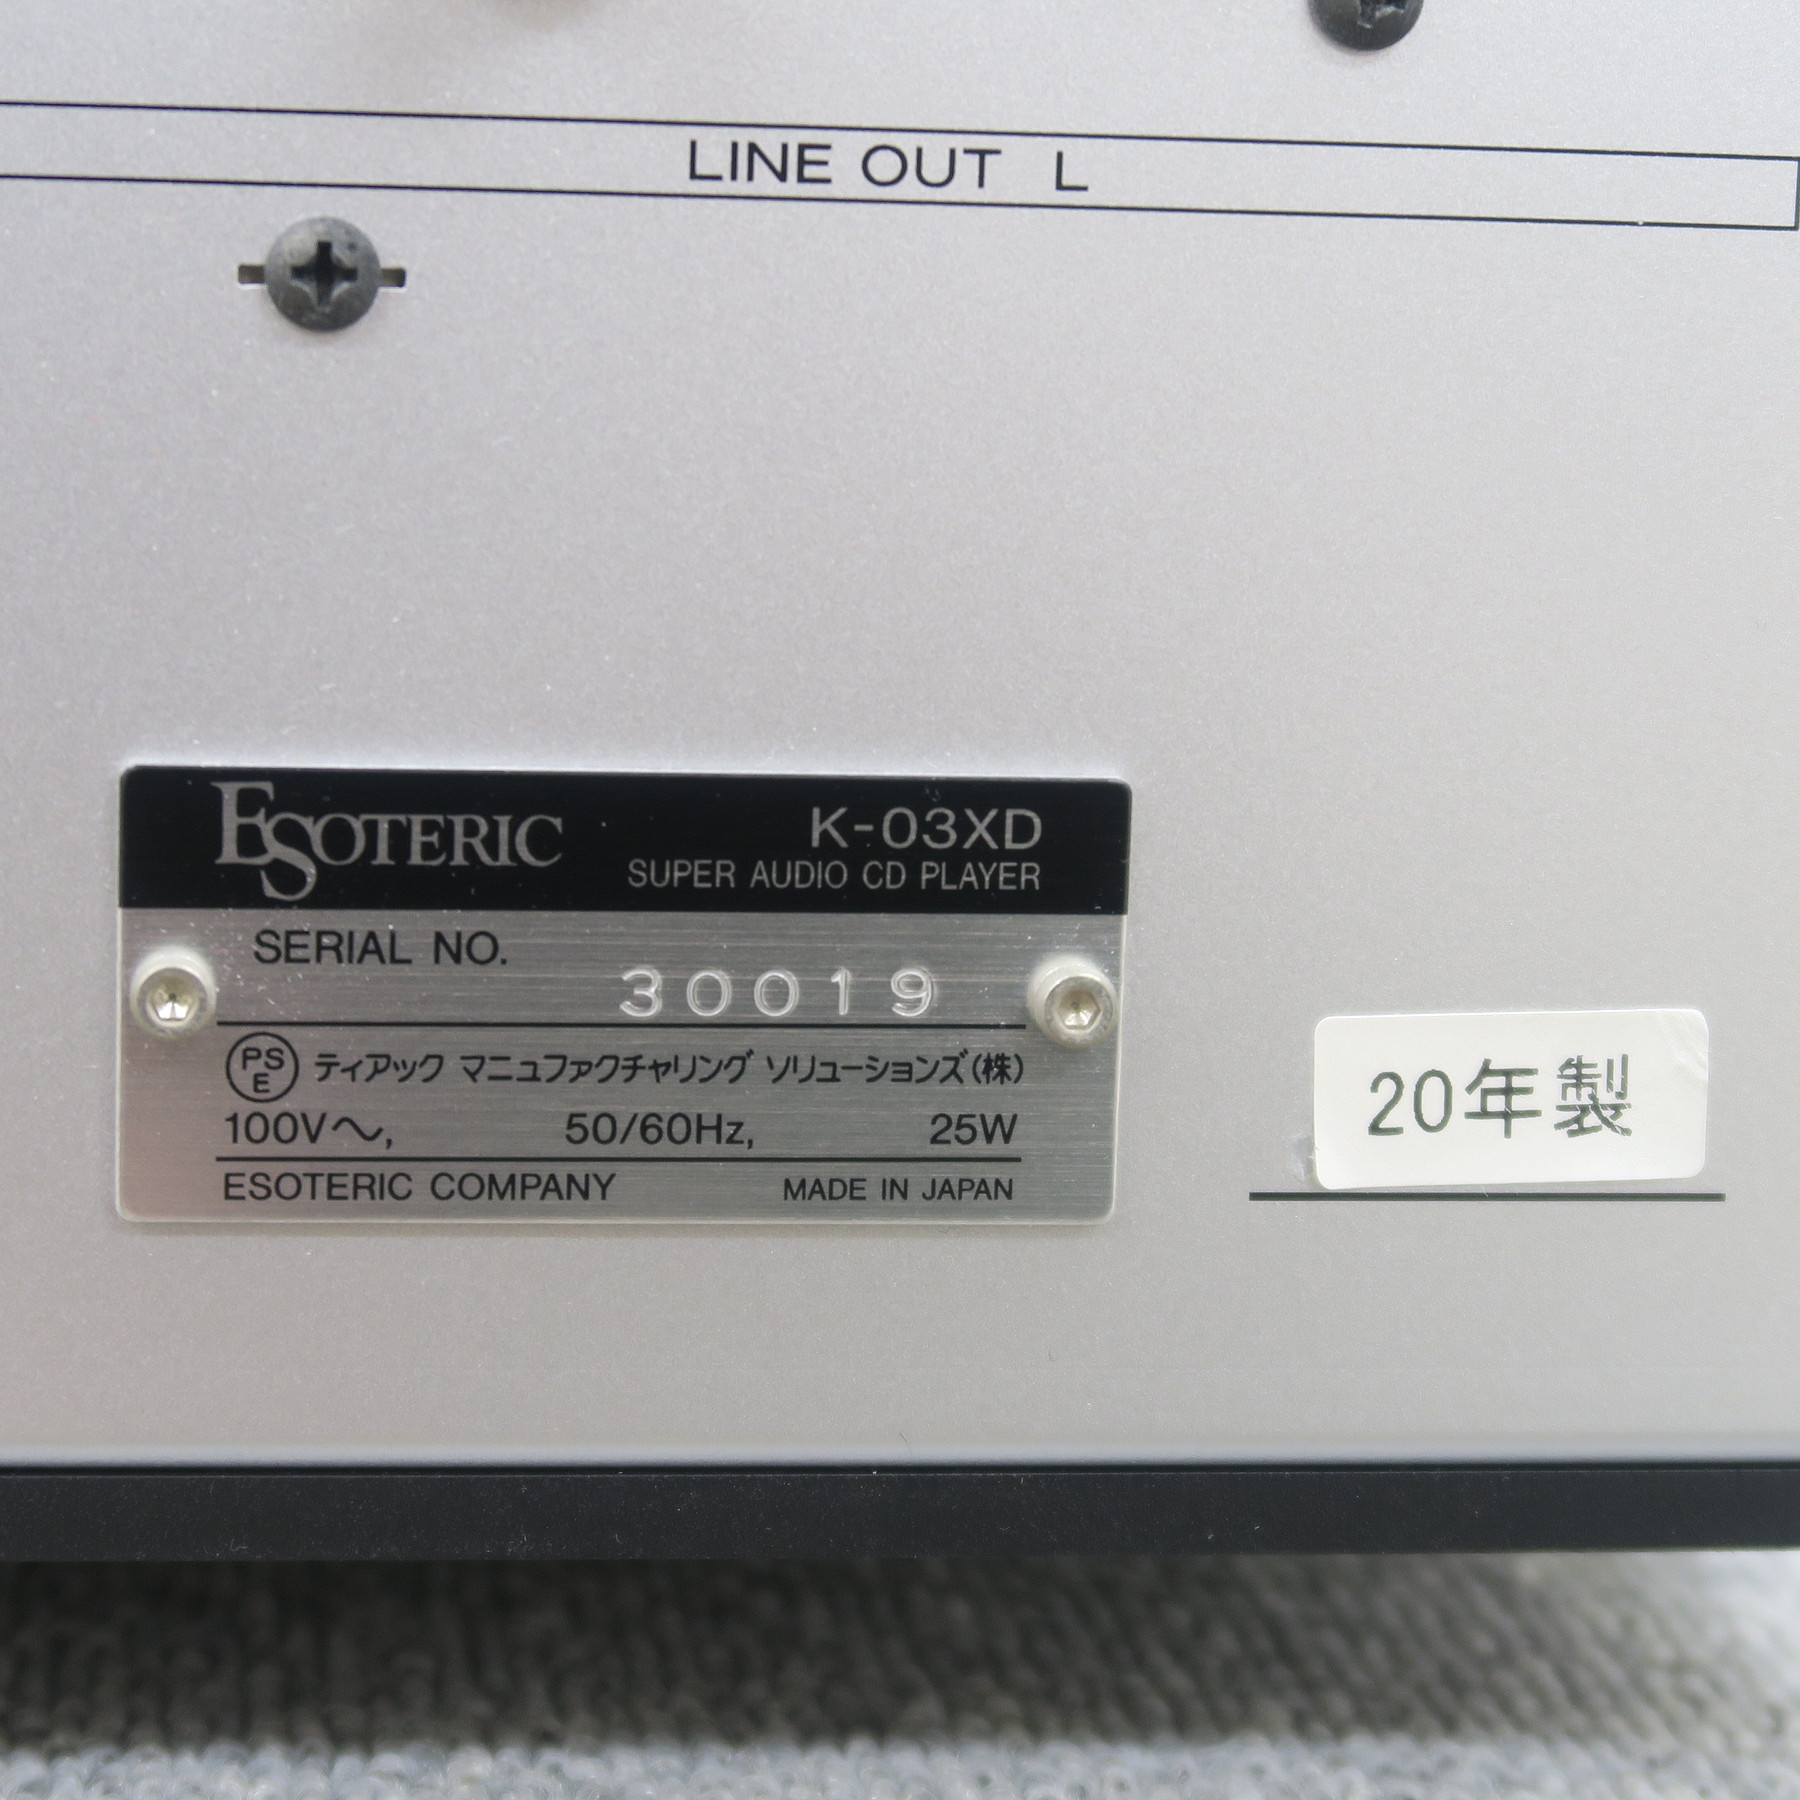 LINE OUT L
ESOTERIC K-03XD
SUPER AUDIO CD PLAYER
SERIAL NO.
30019
PSE ティアック マニュファクチャリング ソリューションズ(株)
100V〜, 50/60Hz, 25W
ESOTERIC COMPANY MADE IN JAPAN
20年製